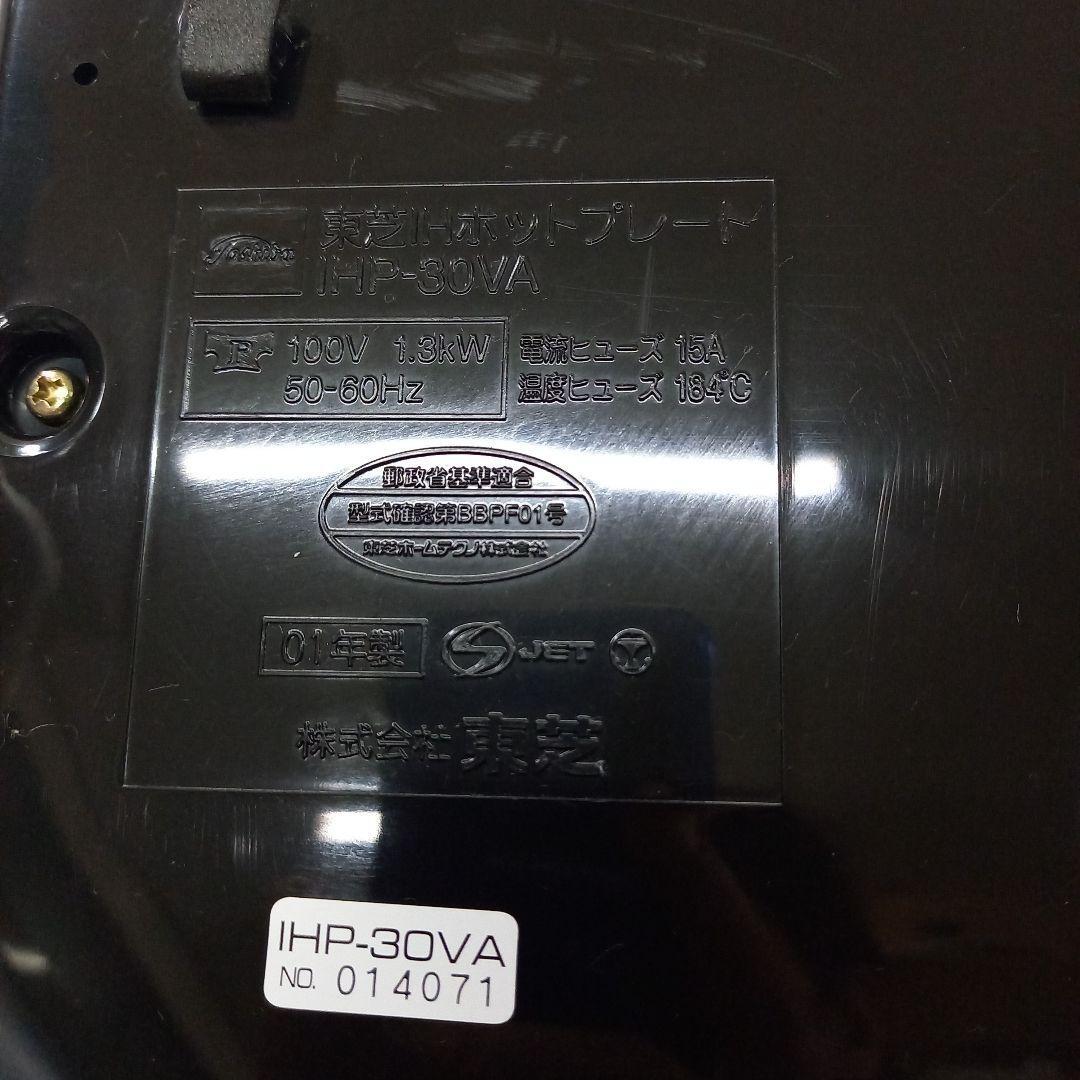 Toshiba
東芝IHホットプレート
IHP-30VA
100V 1.3kW
50-60Hz
電流ヒューズ 15A
温度ヒューズ 184℃
郵政省基準適合
型式確認第BBPF01号
東芝ホームテクノ株式会社
01年製
S JET T
株式会社 東芝
IHP-30VA
NO. 014071